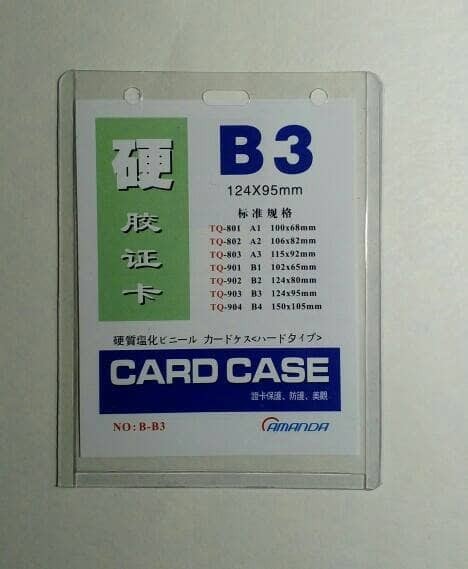 硬
胶
证
卡
B3
124X95mm
标准规格
TQ-801 A1 100x68mm
TQ-802 A2 106x82mm
TQ-803 A3 115x92mm
TQ-901 B1 102x65mm
TQ-902 B2 124x80mm
TQ-903 B3 124x95mm
TQ-904 B4 150x105mm
硬質塩化ビニール カードケス<ハードタイプ>
CARD CASE
證卡保護、防護、美觀
NO: B-B3
AMANDA